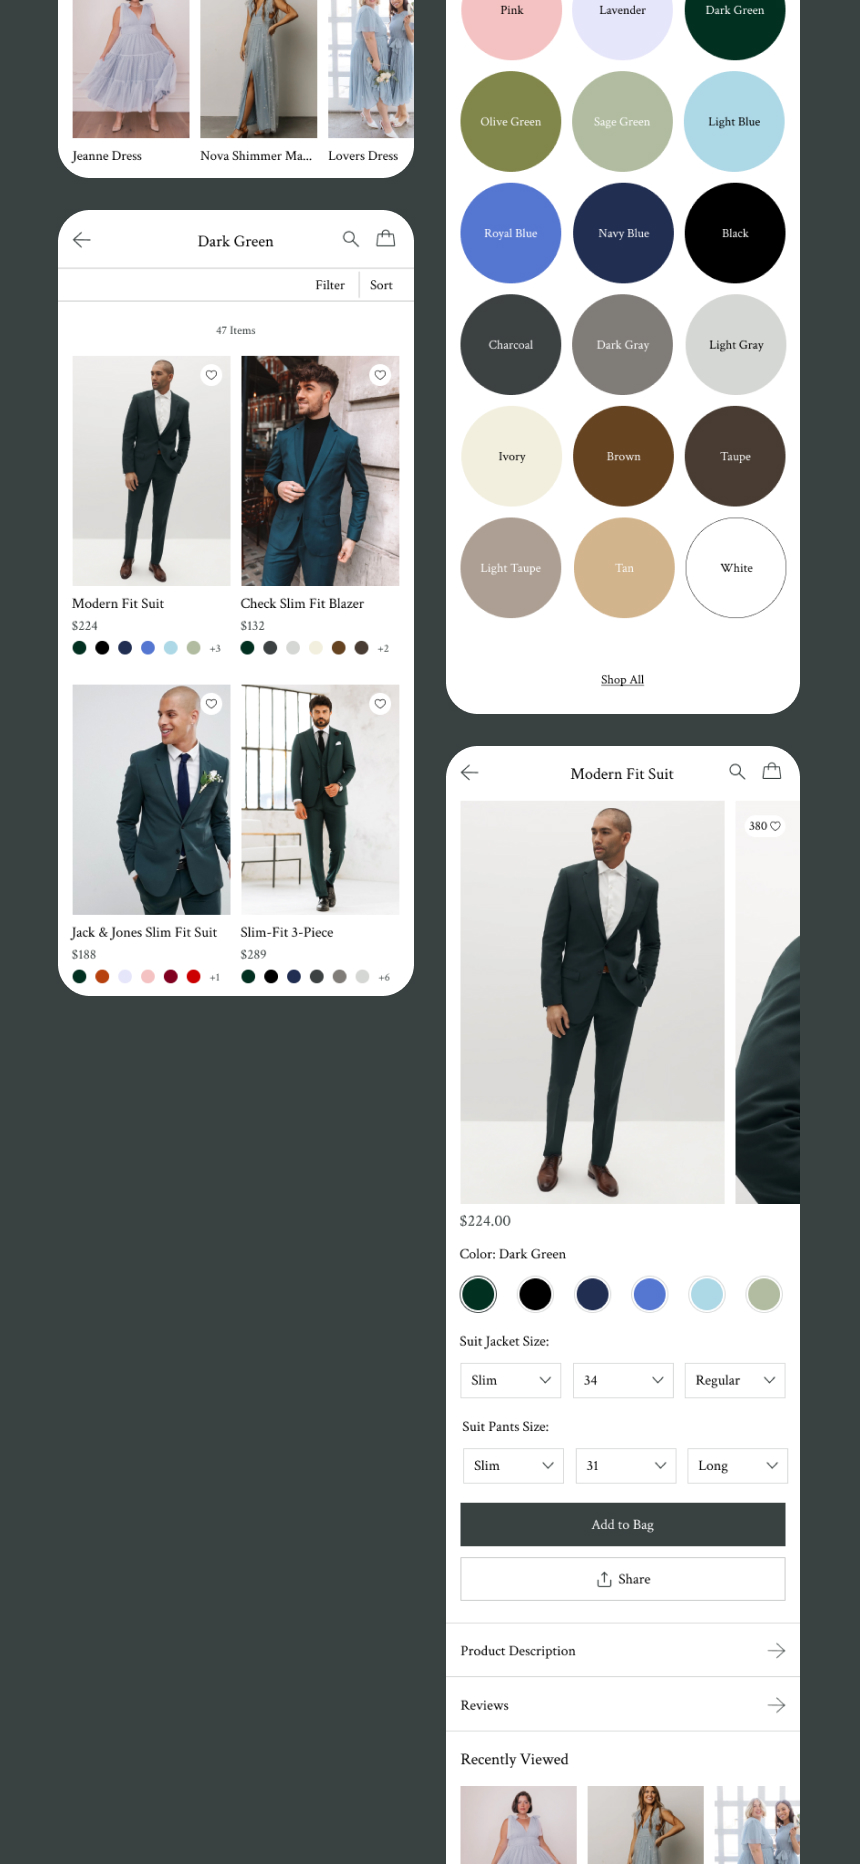 Jeanne Dress
Nova Shimmer Ma...
Lovers Dress
Dark Green
Filter
Sort
47 Items
Modern Fit Suit
$224
+3
Check Slim Fit Blazer
$132
+2
Jack & Jones Slim Fit Suit
$188
+1
Slim-Fit 3-Piece
$289
+6
Pink
Lavender
Dark Green
Olive Green
Sage Green
Light Blue
Royal Blue
Navy Blue
Black
Charcoal
Dark Gray
Light Gray
Ivory
Brown
Taupe
Light Taupe
Tan
White
Shop All
Modern Fit Suit
380
$224.00
Color: Dark Green
Suit Jacket Size:
Slim
34
Regular
Suit Pants Size:
Slim
31
Long
Add to Bag
Share
Product Description
Reviews
Recently Viewed